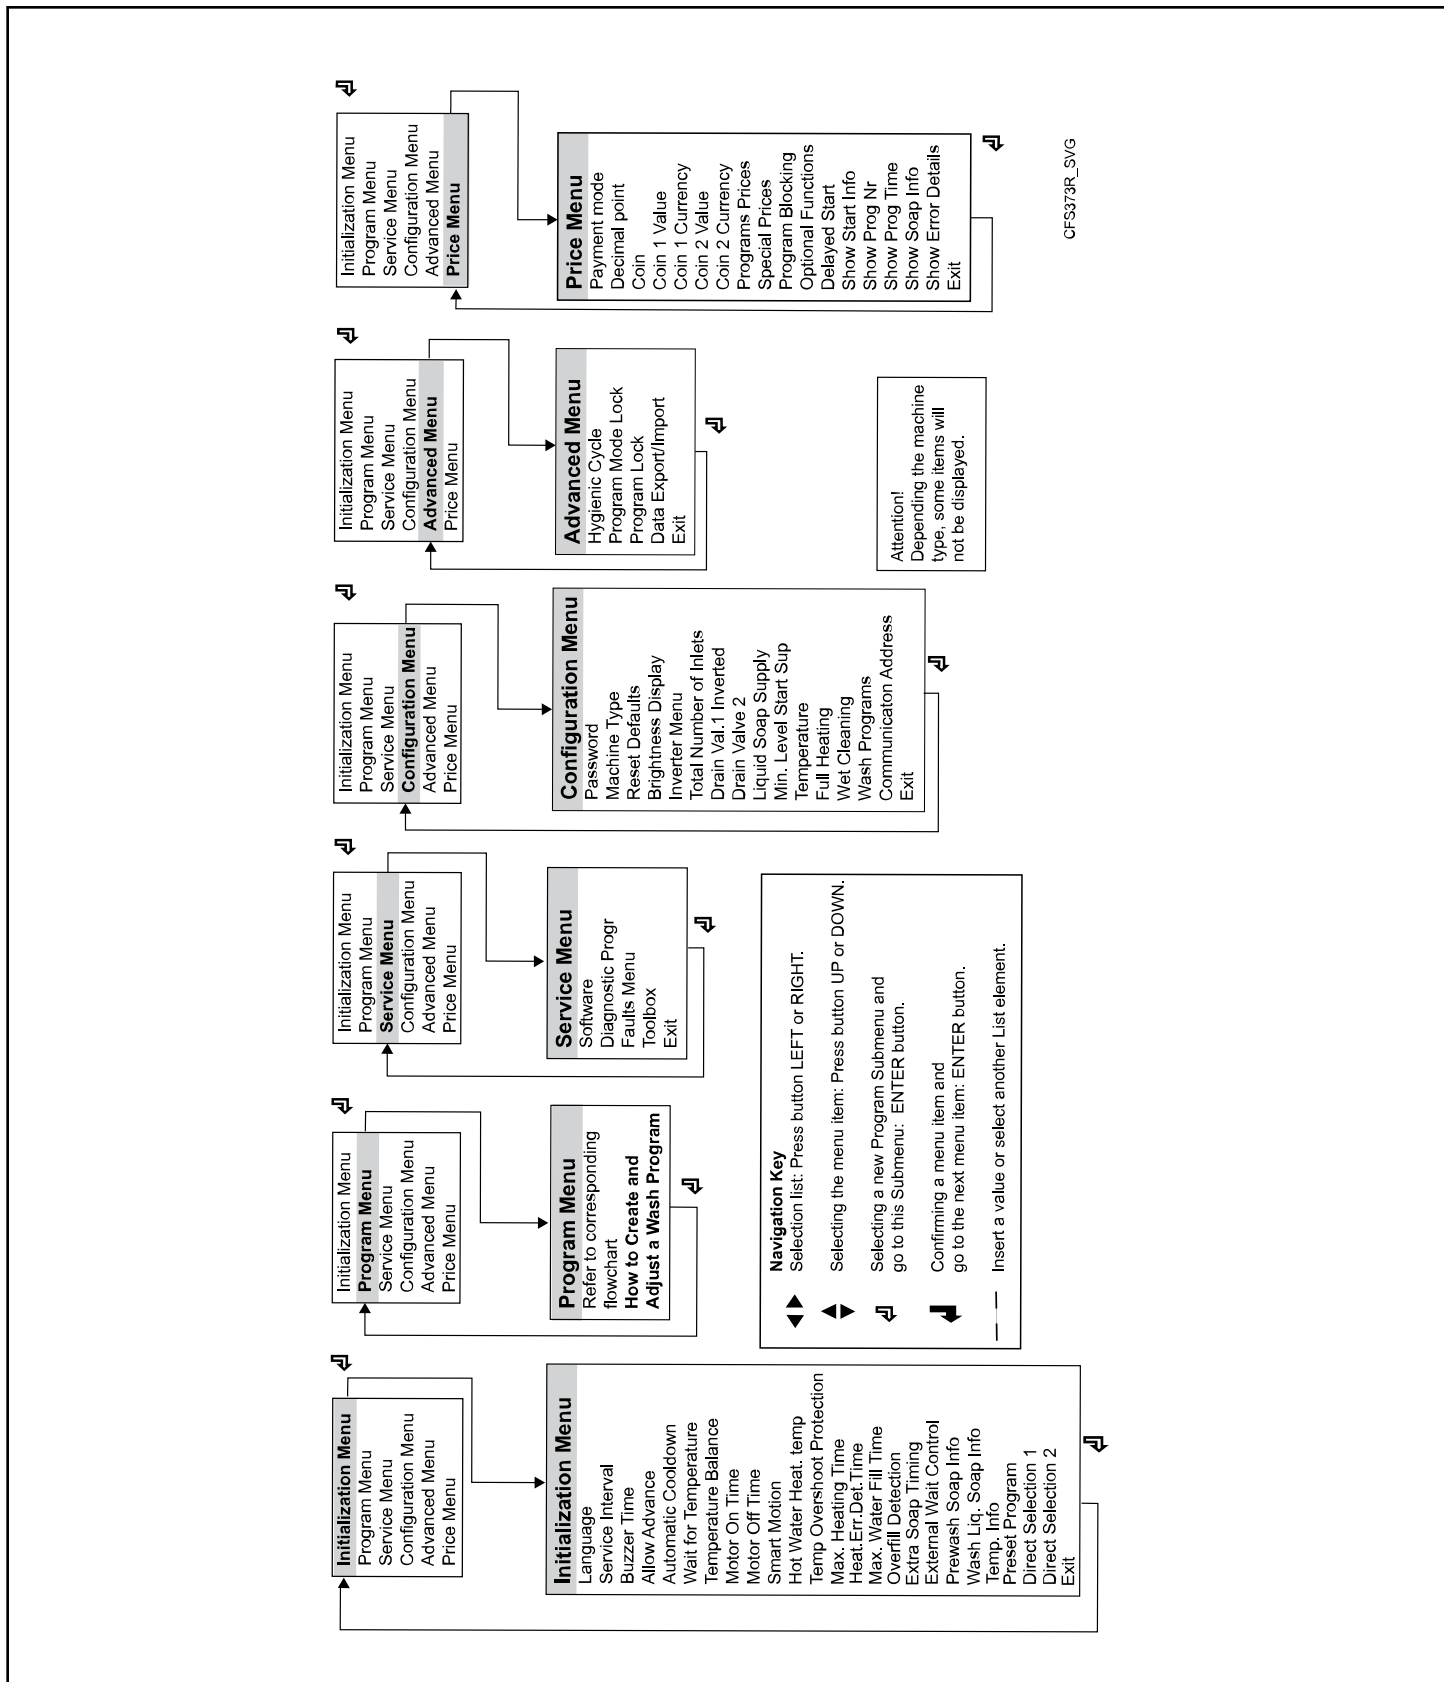 Initialization Menu
Program Menu
Service Menu
Configuration Menu
Advanced Menu
Price Menu
Initialization Menu
Language
Service Interval
Buzzer Time
Allow Advance
Automatic Cooldown
Wait for Temperature
Temperature Balance
Motor On Time
Motor Off Time
Smart Motion
Hot Water Heat. temp
Temp Overshoot Protection
Max. Heating Time
Heat.Err.Det.Time
Max. Water Fill Time
Overfill Detection
Extra Soap Timing
External Wait Control
Prewash Soap Info
Wash Liq. Soap Info
Temp. Info
Preset Program
Direct Selection 1
Direct Selection 2
Exit
Initialization Menu
Program Menu
Service Menu
Configuration Menu
Advanced Menu
Price Menu
Program Menu
Refer to corresponding
flowchart
How to Create and
Adjust a Wash Program
Initialization Menu
Program Menu
Service Menu
Configuration Menu
Advanced Menu
Price Menu
Service Menu
Software
Diagnostic Progr
Faults Menu
Toolbox
Exit
Initialization Menu
Program Menu
Service Menu
Configuration Menu
Advanced Menu
Price Menu
Configuration Menu
Password
Machine Type
Reset Defaults
Brightness Display
Inverter Menu
Total Number of Inlets
Drain Val.1 Inverted
Drain Valve 2
Liquid Soap Supply
Min. Level Start Sup
Temperature
Full Heating
Wet Cleaning
Wash Programs
Communicaton Address
Exit
Initialization Menu
Program Menu
Service Menu
Configuration Menu
Advanced Menu
Price Menu
Advanced Menu
Hygienic Cycle
Program Mode Lock
Program Lock
Data Export/Import
Exit
Initialization Menu
Program Menu
Service Menu
Configuration Menu
Advanced Menu
Price Menu
Price Menu
Payment mode
Decimal point
Coin
Coin 1 Value
Coin 1 Currency
Coin 2 Value
Coin 2 Currency
Programs Prices
Special Prices
Program Blocking
Optional Functions
Delayed Start
Show Start Info
Show Prog Nr
Show Prog Time
Show Soap Info
Show Error Details
Exit
Navigation Key
Selection list: Press button LEFT or RIGHT.
Selecting the menu item: Press button UP or DOWN.
Selecting a new Program Submenu and
go to this Submenu: ENTER button.
Confirming a menu item and
go to the next menu item: ENTER button.
Insert a value or select another List element.
Attention!
Depending the machine
type, some items will
not be displayed.
CFS373R_SVG